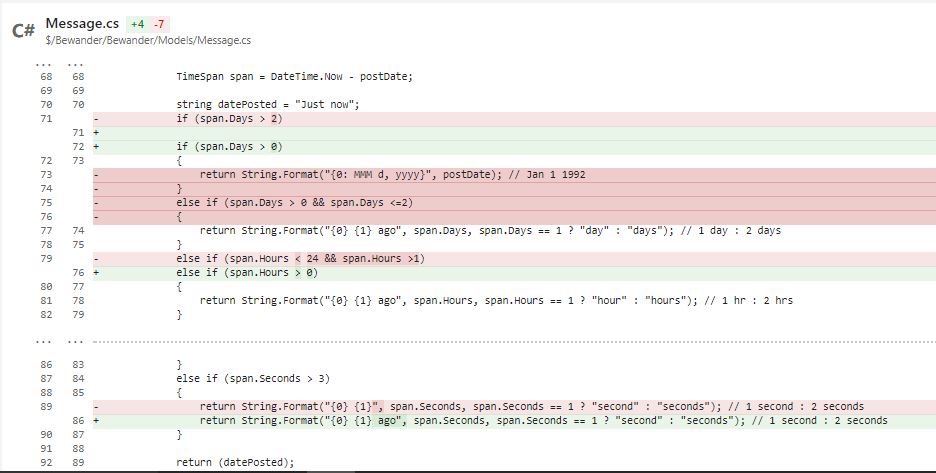 C# Message.cs +4 -7
$/Bewander/Bewander/Models/Message.cs
... ...
68 68 TimeSpan span = DateTime.Now - postDate;
69 69
70 70 string datePosted = "Just now";
71 - if (span.Days > 2)
71 +
72 + if (span.Days > 0)
72 73 {
73 - return String.Format("{0: MMM d, yyyy}", postDate); // Jan 1 1992
74 - }
75 - else if (span.Days > 0 && span.Days <=2)
76 - {
77 74 return String.Format("{0} {1} ago", span.Days, span.Days == 1 ? "day" : "days"); // 1 day : 2 days
78 75 }
79 - else if (span.Hours < 24 && span.Hours >1)
76 + else if (span.Hours > 0)
80 77 {
81 78 return String.Format("{0} {1} ago", span.Hours, span.Hours == 1 ? "hour" : "hours"); // 1 hr : 2 hrs
82 79 }
... ...
86 83 }
87 84 else if (span.Seconds > 3)
88 85 {
89 - return String.Format("{0} {1}", span.Seconds, span.Seconds == 1 ? "second" : "seconds"); // 1 second : 2 seconds
86 + return String.Format("{0} {1} ago", span.Seconds, span.Seconds == 1 ? "second" : "seconds"); // 1 second : 2 seconds
90 87 }
91 88
92 89 return (datePosted);